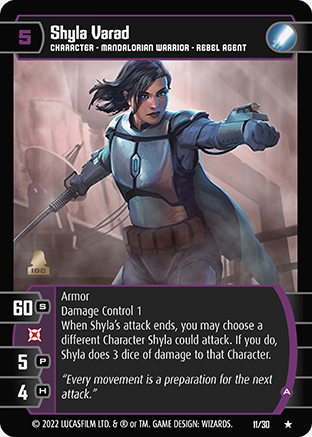 5 Shyla Varad
CHARACTER - MANDALORIAN WARRIOR - REBEL AGENT
IDC
60 S
5 P
4 H
Armor
Damage Control 1
When Shyla's attack ends, you may choose a
different Character Shyla could attack. If you do,
Shyla does 3 dice of damage to that Character.
"Every movement is a preparation for the next
attack."
A
© 2022 LUCASFILM LTD. & ® or TM. GAME DESIGN: WIZARDS. 11/30